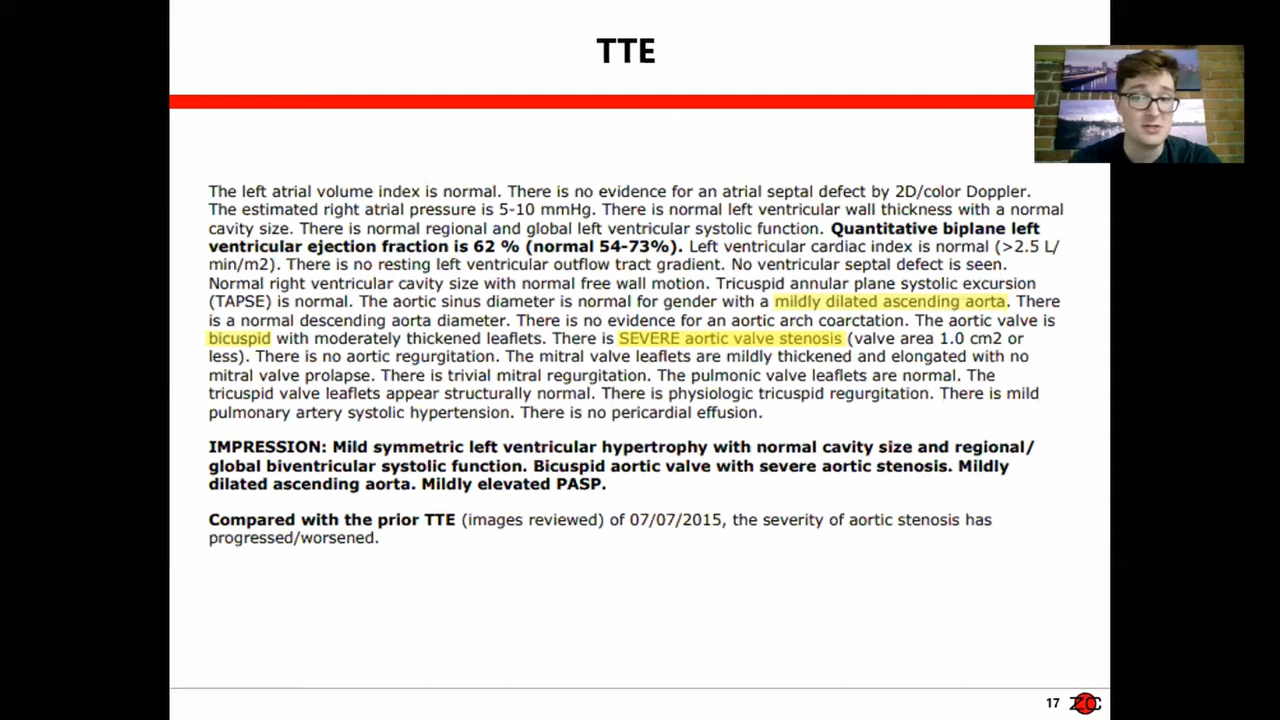 TTE
The left atrial volume index is normal. There is no evidence for an atrial septal defect by 2D/color Doppler.
The estimated right atrial pressure is 5-10 mmHg. There is normal left ventricular wall thickness with a normal
cavity size. There is normal regional and global left ventricular systolic function. Quantitative biplane left
ventricular ejection fraction is 62 % (normal 54-73%). Left ventricular cardiac index is normal (>2.5 L/
min/m2). There is no resting left ventricular outflow tract gradient. No ventricular septal defect is seen.
Normal right ventricular cavity size with normal free wall motion. Tricuspid annular plane systolic excursion
(TAPSE) is normal. The aortic sinus diameter is normal for gender with a mildly dilated ascending aorta. There
is a normal descending aorta diameter. There is no evidence for an aortic arch coarctation. The aortic valve is
bicuspid with moderately thickened leaflets. There is SEVERE aortic valve stenosis (valve area 1.0 cm2 or
less). There is no aortic regurgitation. The mitral valve leaflets are mildly thickened and elongated with no
mitral valve prolapse. There is trivial mitral regurgitation. The pulmonic valve leaflets are normal. The
tricuspid valve leaflets appear structurally normal. There is physiologic tricuspid regurgitation. There is mild
pulmonary artery systolic hypertension. There is no pericardial effusion.
IMPRESSION: Mild symmetric left ventricular hypertrophy with normal cavity size and regional/
global biventricular systolic function. Bicuspid aortic valve with severe aortic stenosis. Mildly
dilated ascending aorta. Mildly elevated PASP.
Compared with the prior TTE (images reviewed) of 07/07/2015, the severity of aortic stenosis has
progressed/worsened.
17 ZC